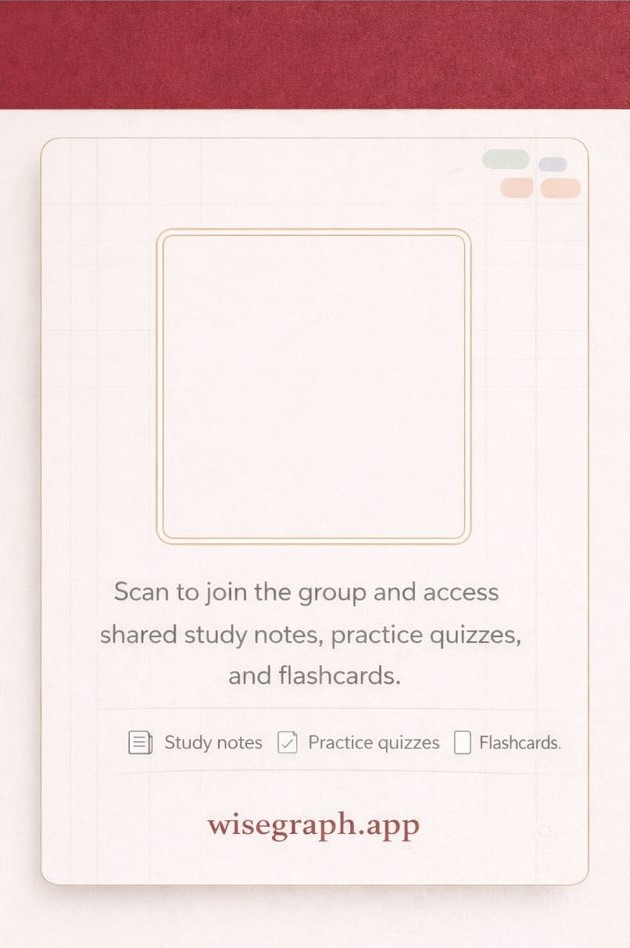 Scan to join the group and access
shared study notes, practice quizzes,
and flashcards.
Study notes Practice quizzes Flashcards.
wisegraph.app